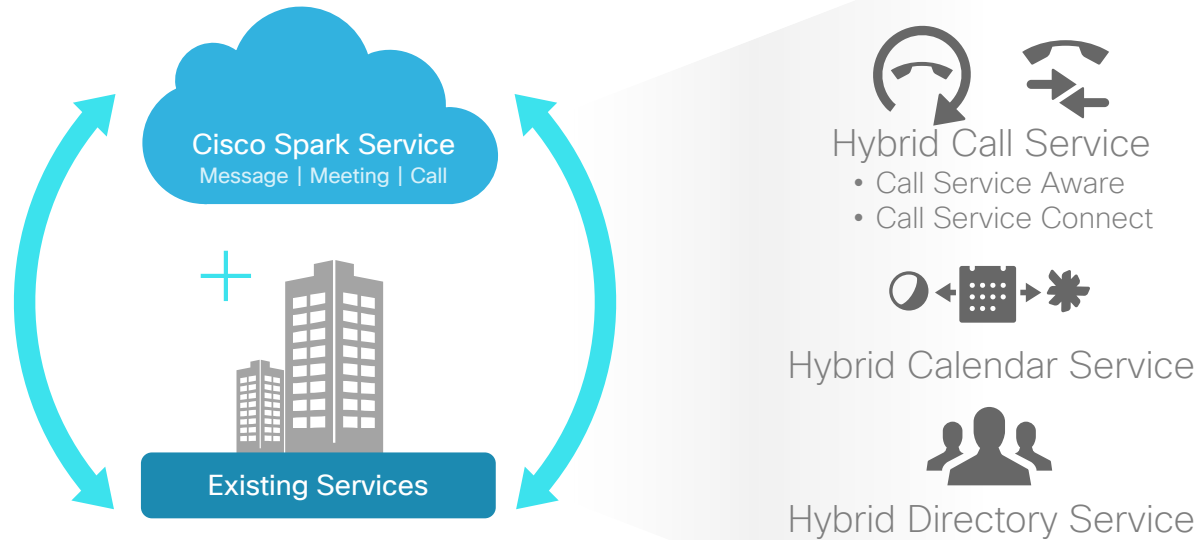 Cisco Spark Service
Message | Meeting | Call
Existing Services
Hybrid Call Service
• Call Service Aware
• Call Service Connect
Hybrid Calendar Service
Hybrid Directory Service